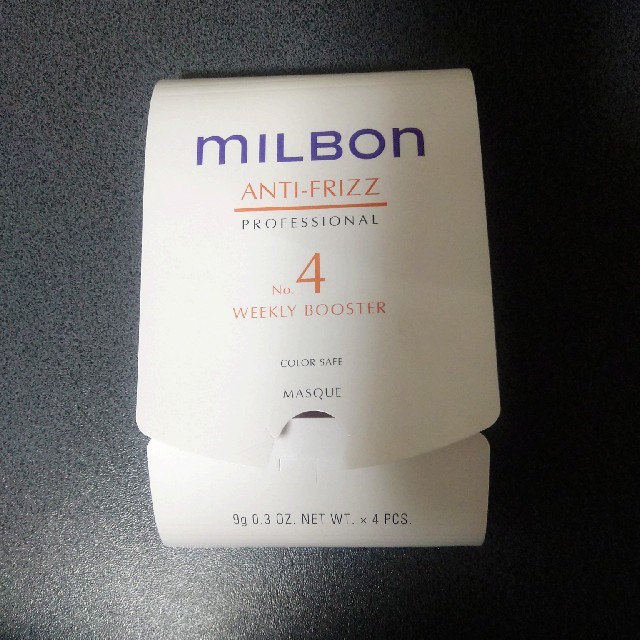 mILBon
ANTI-FRIZZ
PROFESSIONAL
No. 4
WEEKLY BOOSTER
COLOR SAFE
MASQUE
9g 0.3 OZ. NET WT. × 4 PCS.